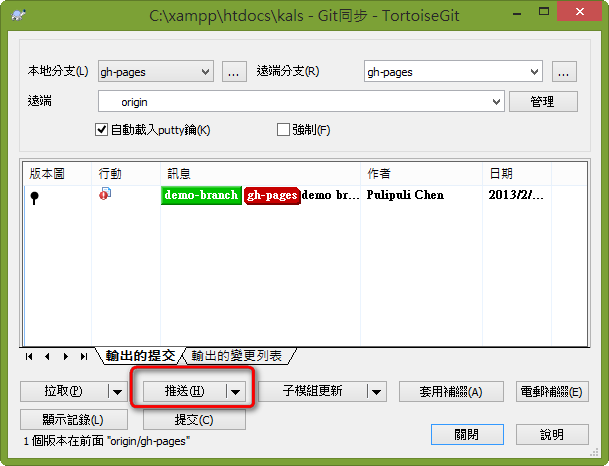 C:\xampp\htdocs\kals - Git同步 - TortoiseGit
本地分支(L) gh-pages ... 遠端分支(R) gh-pages ...
遠端 origin 管理
自動載入putty鑰(K) 強制(F)
版本圖 行動 訊息 作者 日期
demo-branch gh-pages demo br... Pulipuli Chen 2013/2/...
輸出的提交 輸出的變更列表
拉取(P) 推送(H) 子模組更新 套用補綴(A) 電郵補綴(E)
顯示記錄(L) 提交(C)
1 個版本在前面 "origin/gh-pages" 關閉 說明